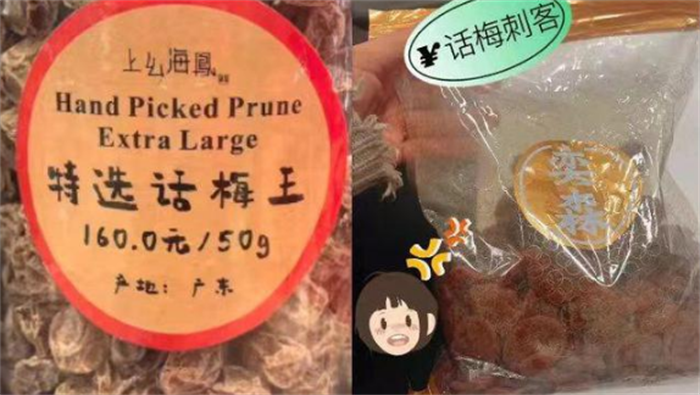 上么海鳳
Hand Picked Prune
Extra Large
特选话梅王
160.0元/50g
产地：广东
¥话梅刺客
森